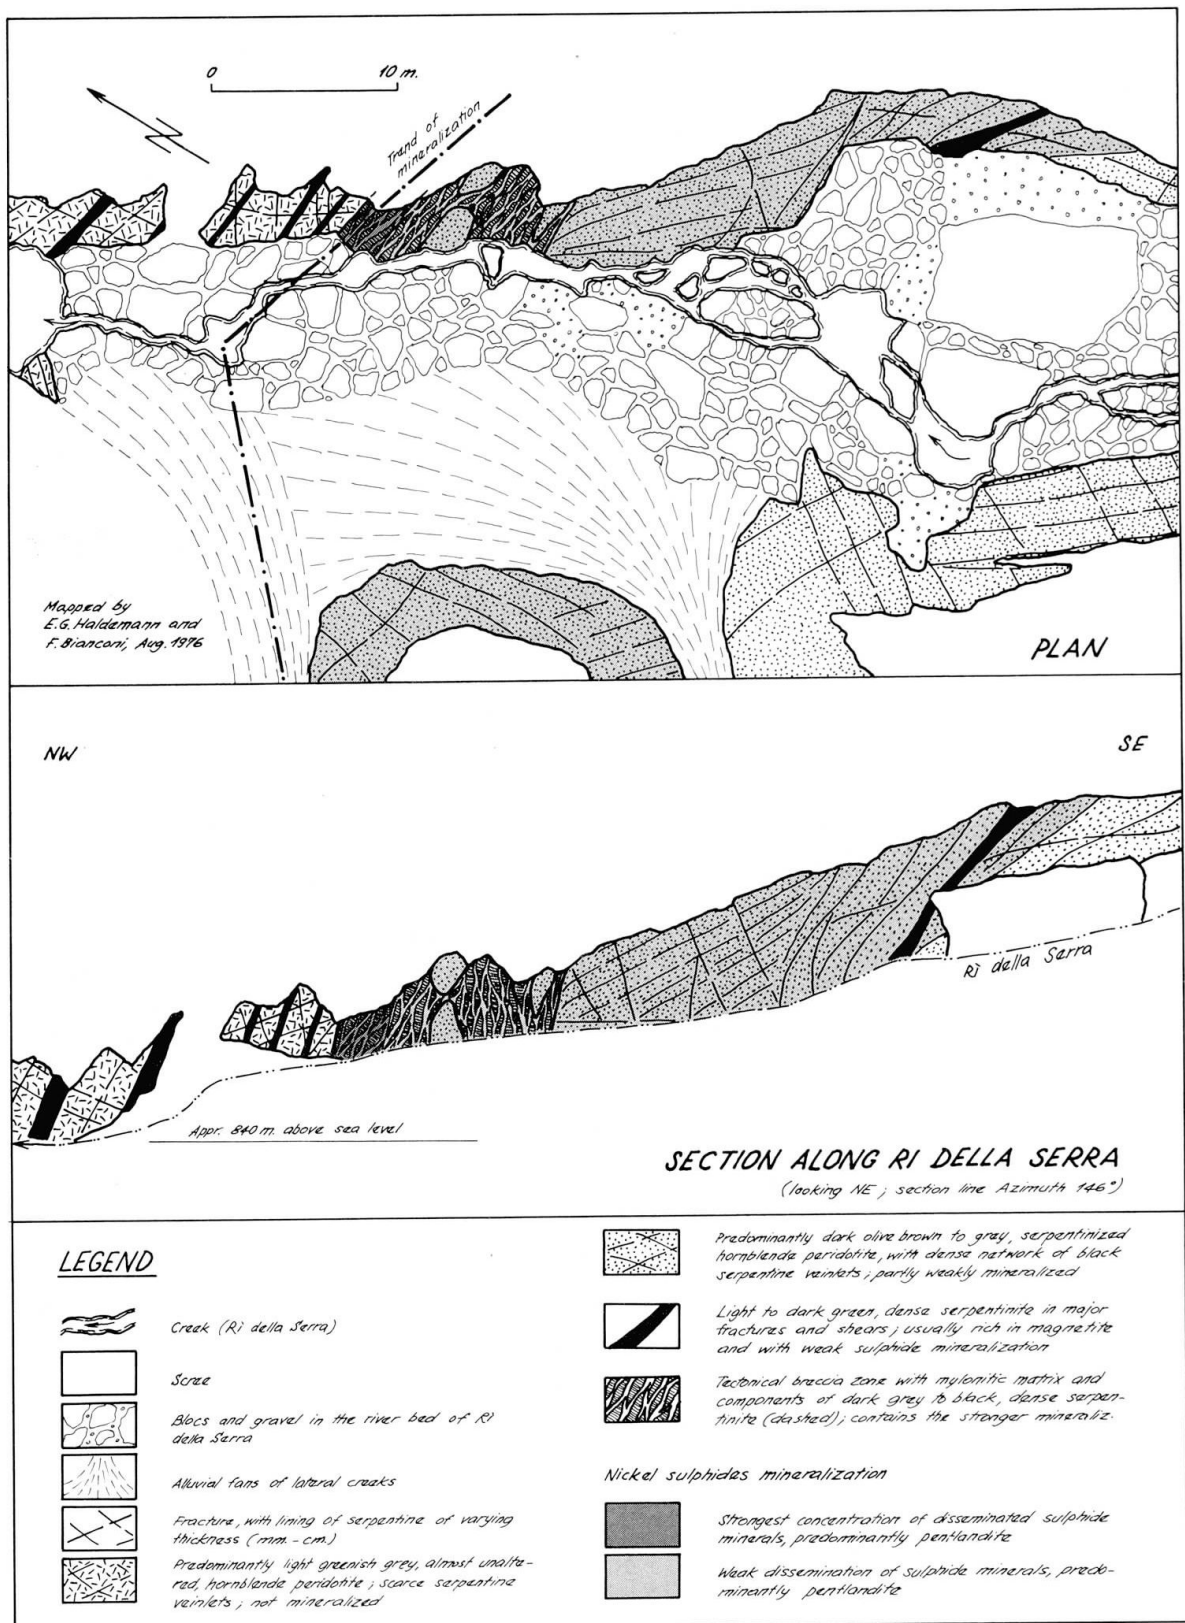 0 10 m.
Trend of
mineralization
Mapped by
E.G. Haldemann and
F. Bianconi, Aug. 1976
PLAN
NW
SE
Rì della Serra
Appr. 840 m. above sea level
SECTION ALONG RI DELLA SERRA
(looking NE ; section line Azimuth 146°)
LEGEND
Creek (Rì della Serra)
Scree
Blocs and gravel in the river bed of Rì
della Serra
Alluvial fans of lateral creeks
Fracture, with lining of serpentine of varying
thickness (mm. - cm.)
Predominantly light greenish grey, almost unalte-
red, hornblende peridotite ; scarce serpentine
veinlets ; not mineralized
Predominantly dark olive brown to grey, serpentinized
hornblende peridotite, with dense network of black
serpentine veinlets ; partly weakly mineralized
Light to dark green, dense serpentinite in major
fractures and shears ; usually rich in magnetite
and with weak sulphide mineralization
Tectonical breccia zone with mylonitic matrix and
components of dark grey to black, dense serpen-
tinite (dashed) ; contains the stronger mineraliz.
Nickel sulphides mineralization
Strongest concentration of disseminated sulphide
minerals, predominantly pentlandite
Weak dissemination of sulphide minerals, predo-
minantly pentlandite